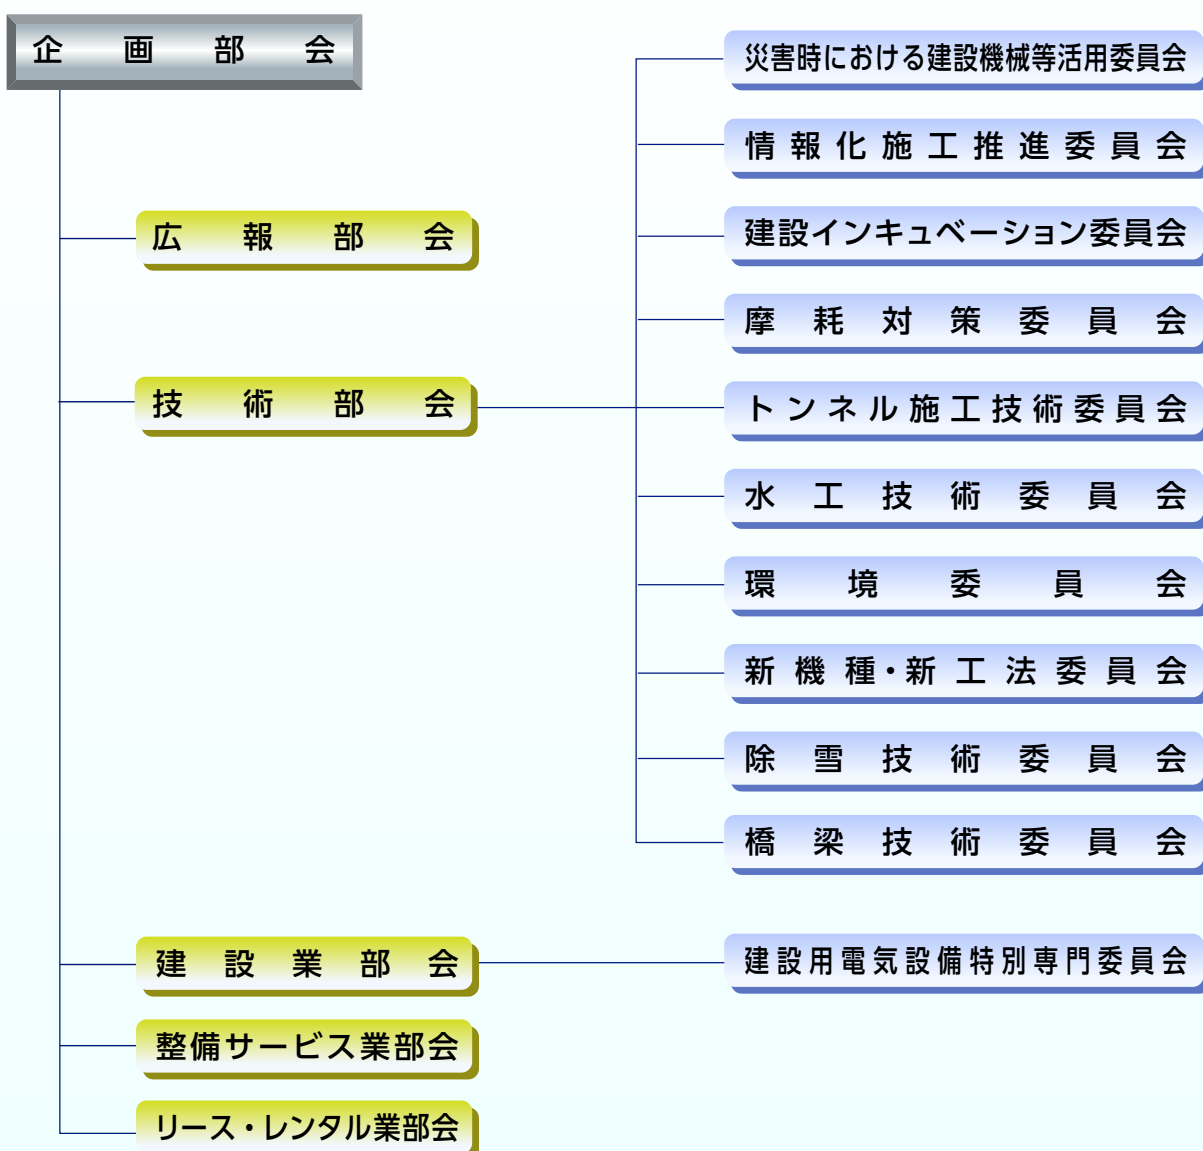 企画部会
広報部会
技術部会
災害時における建設機械等活用委員会
情報化施工推進委員会
建設インキュベーション委員会
摩耗対策委員会
トンネル施工技術委員会
水工技術委員会
環境委員会
新機種・新工法委員会
除雪技術委員会
橋梁技術委員会
建設業部会
建設用電気設備特別専門委員会
整備サービス業部会
リース・レンタル業部会